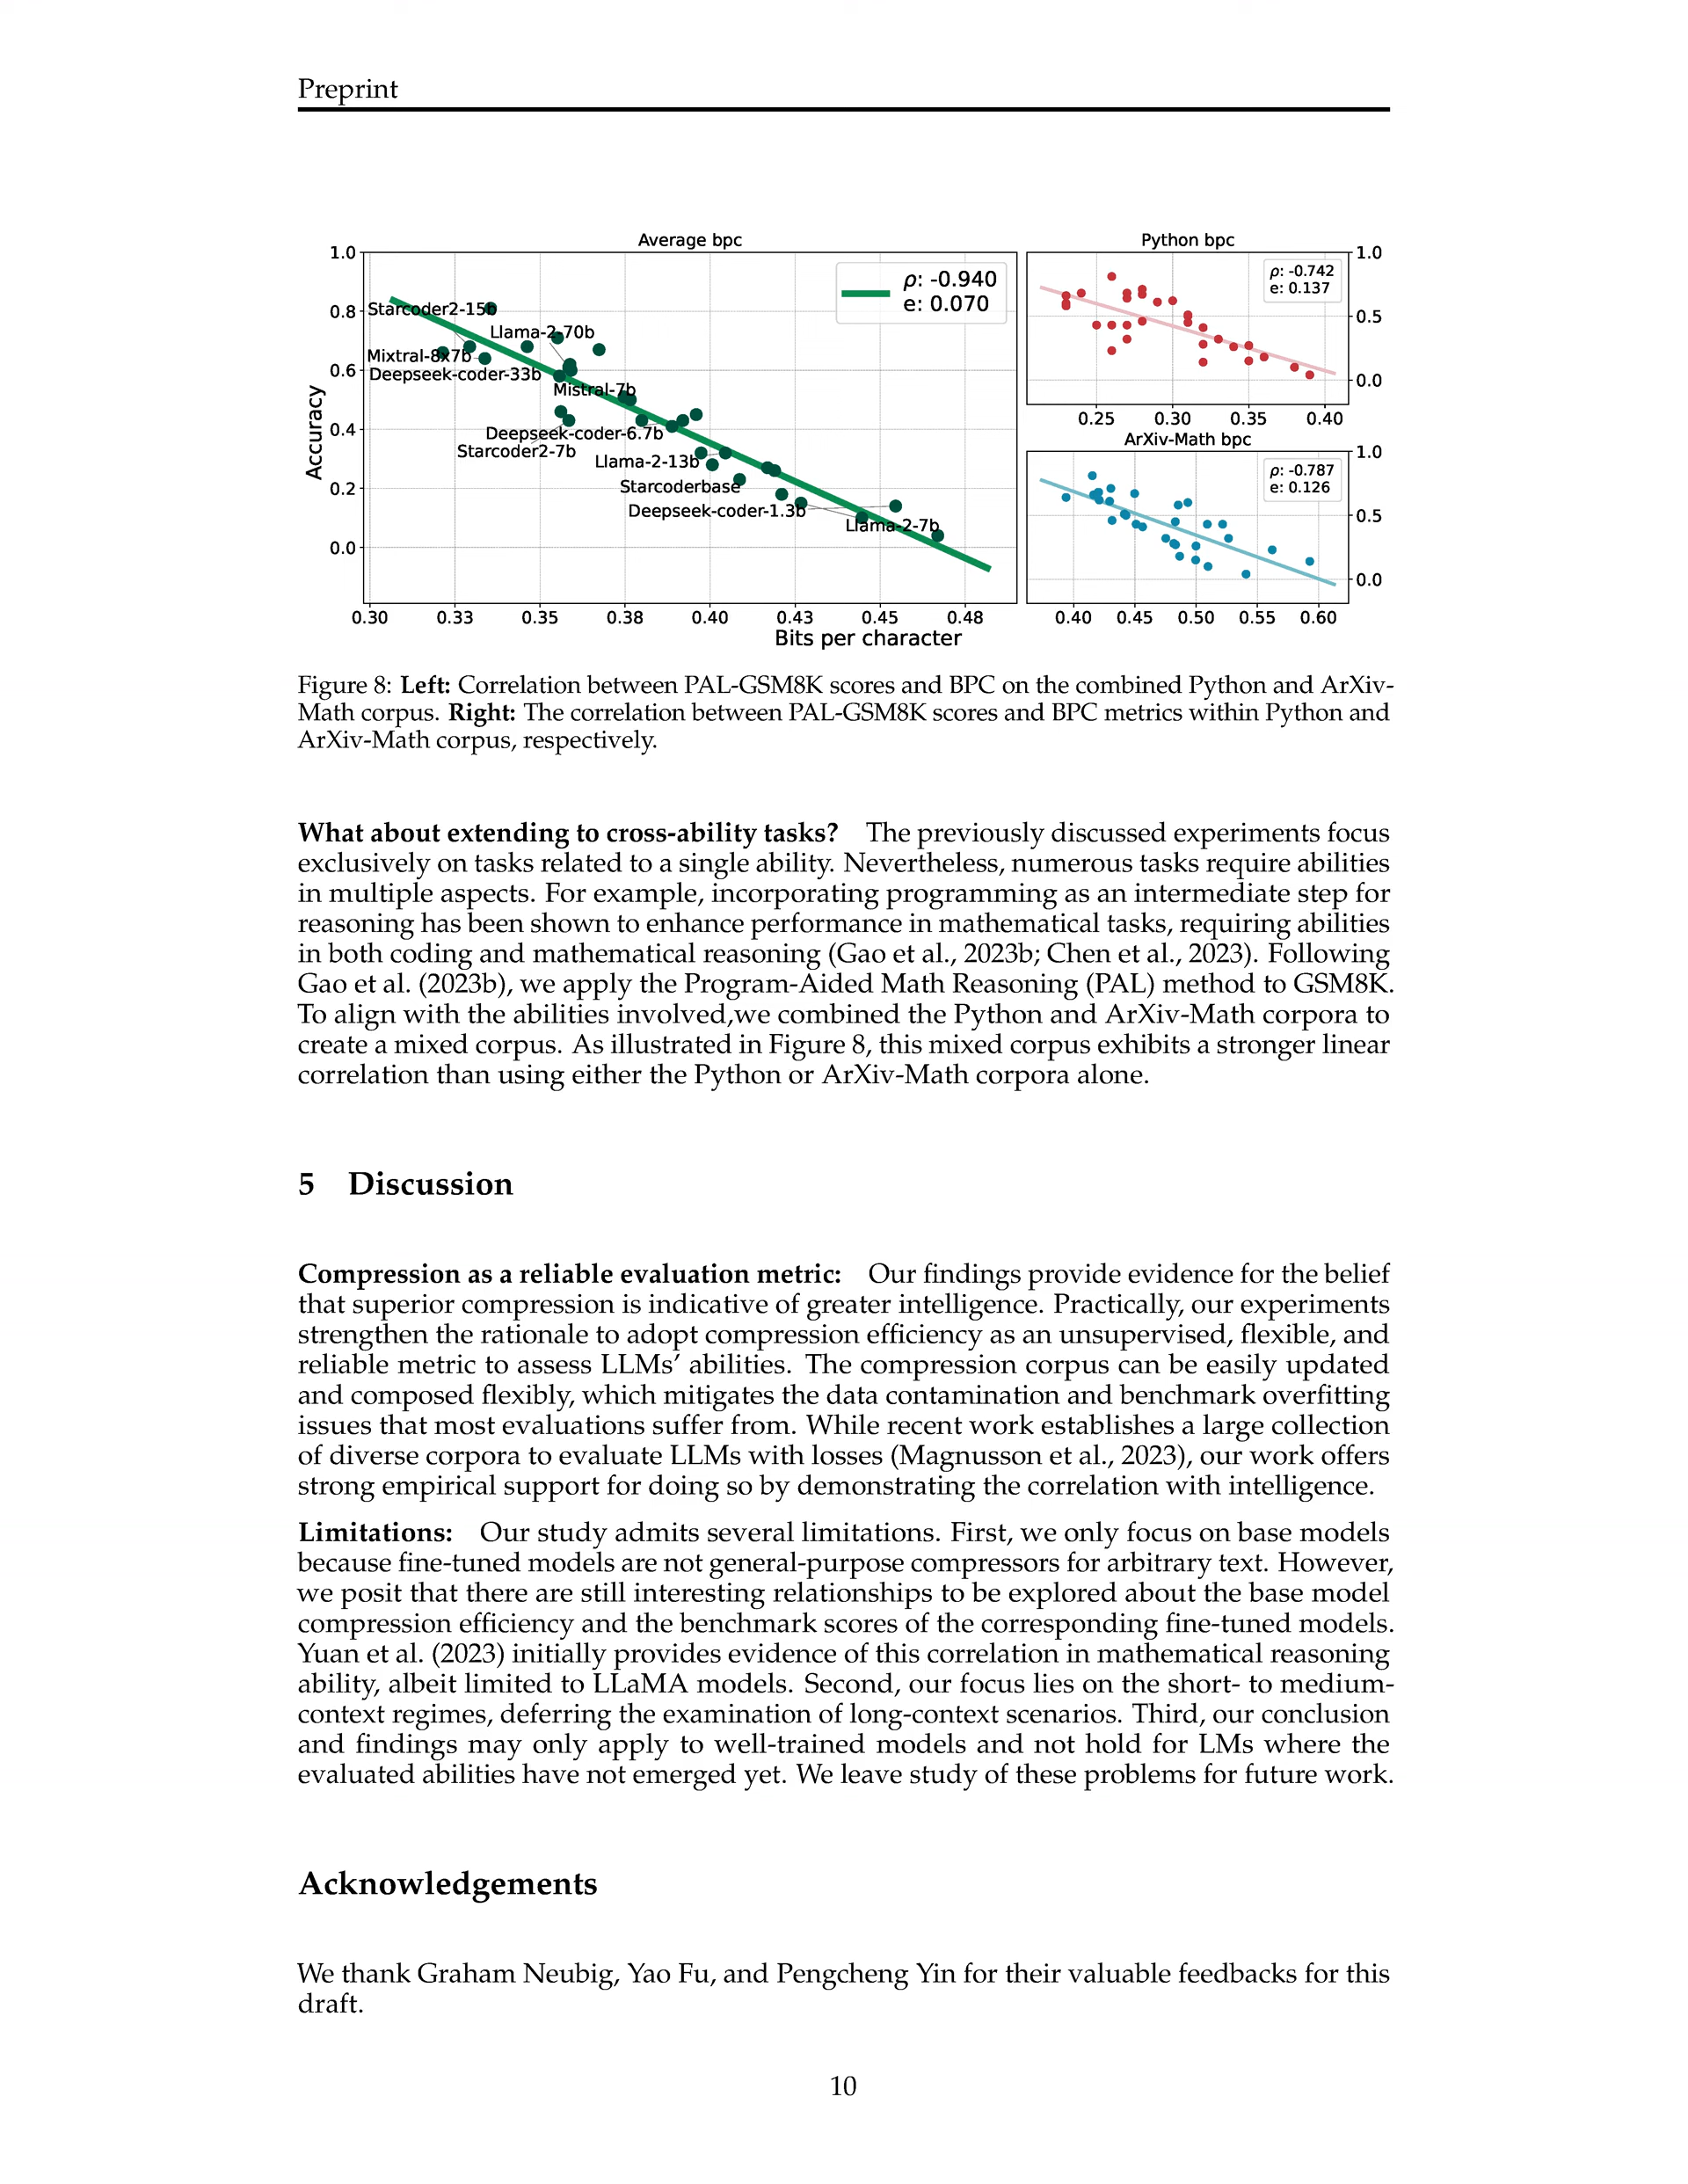 Preprint
Average bpc
1.0
0.8
0.6
0.4
0.2
0.0
Accuracy
ρ: -0.940
e: 0.070
Starcoder2-15b
Llama-2-70b
Mixtral-8x7b
Deepseek-coder-33b
Mistral-7b
Deepseek-coder-6.7b
Starcoder2-7b
Llama-2-13b
Starcoderbase
Deepseek-coder-1.3b
Llama-2-7b
0.30 0.33 0.35 0.38 0.40 0.43 0.45 0.48
Bits per character
Python bpc
ρ: -0.742
e: 0.137
1.0
0.5
0.0
0.25 0.30 0.35 0.40
ArXiv-Math bpc
ρ: -0.787
e: 0.126
1.0
0.5
0.0
0.40 0.45 0.50 0.55 0.60
Figure 8: Left: Correlation between PAL-GSM8K scores and BPC on the combined Python and ArXiv-
Math corpus. Right: The correlation between PAL-GSM8K scores and BPC metrics within Python and
ArXiv-Math corpus, respectively.
What about extending to cross-ability tasks? The previously discussed experiments focus
exclusively on tasks related to a single ability. Nevertheless, numerous tasks require abilities
in multiple aspects. For example, incorporating programming as an intermediate step for
reasoning has been shown to enhance performance in mathematical tasks, requiring abilities
in both coding and mathematical reasoning (Gao et al., 2023b; Chen et al., 2023). Following
Gao et al. (2023b), we apply the Program-Aided Math Reasoning (PAL) method to GSM8K.
To align with the abilities involved,we combined the Python and ArXiv-Math corpora to
create a mixed corpus. As illustrated in Figure 8, this mixed corpus exhibits a stronger linear
correlation than using either the Python or ArXiv-Math corpora alone.
5 Discussion
Compression as a reliable evaluation metric: Our findings provide evidence for the belief
that superior compression is indicative of greater intelligence. Practically, our experiments
strengthen the rationale to adopt compression efficiency as an unsupervised, flexible, and
reliable metric to assess LLMs’ abilities. The compression corpus can be easily updated
and composed flexibly, which mitigates the data contamination and benchmark overfitting
issues that most evaluations suffer from. While recent work establishes a large collection
of diverse corpora to evaluate LLMs with losses (Magnusson et al., 2023), our work offers
strong empirical support for doing so by demonstrating the correlation with intelligence.
Limitations: Our study admits several limitations. First, we only focus on base models
because fine-tuned models are not general-purpose compressors for arbitrary text. However,
we posit that there are still interesting relationships to be explored about the base model
compression efficiency and the benchmark scores of the corresponding fine-tuned models.
Yuan et al. (2023) initially provides evidence of this correlation in mathematical reasoning
ability, albeit limited to LLaMA models. Second, our focus lies on the short- to medium-
context regimes, deferring the examination of long-context scenarios. Third, our conclusion
and findings may only apply to well-trained models and not hold for LMs where the
evaluated abilities have not emerged yet. We leave study of these problems for future work.
Acknowledgements
We thank Graham Neubig, Yao Fu, and Pengcheng Yin for their valuable feedbacks for this
draft.
10